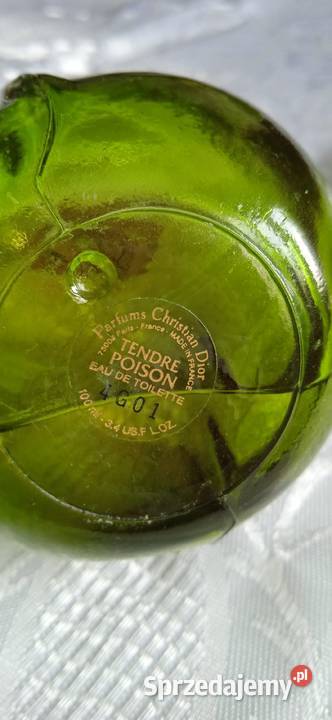 Parfums Christian Dior
75008 Paris - France - MADE IN FRANCE
TENDRE
POISON
EAU DE TOILETTE
4G01
100 ml - 3.4 US.FL.OZ
Sprzedajemy.pl